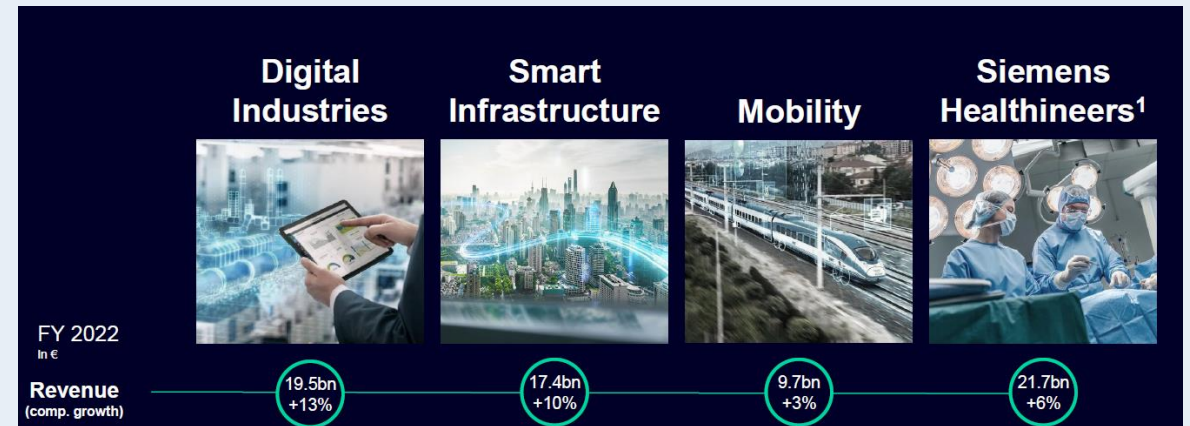 Digital
Industries
Smart
Infrastructure
Mobility
Siemens
Healthineers¹
FY 2022
In €
Revenue
(comp. growth)
19.5bn
+13%
17.4bn
+10%
9.7bn
+3%
21.7bn
+6%